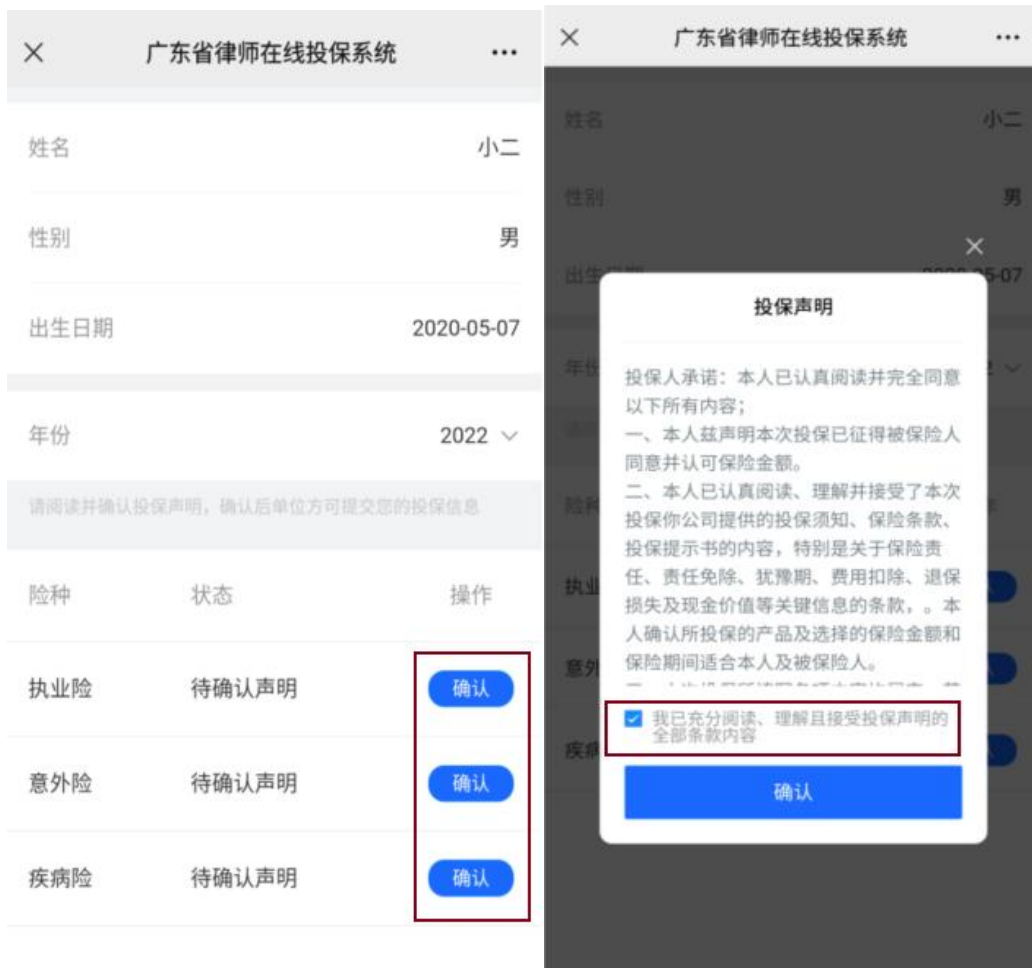 广东省律师在线投保系统
姓名 小二
性别 男
出生日期 2020-05-07
年份 2022
请阅读并确认投保声明，确认后单位方可提交您的投保信息
险种 状态 操作
执业险 待确认声明 确认
意外险 待确认声明 确认
疾病险 待确认声明 确认
广东省律师在线投保系统
姓名 小二
性别 男
投保声明
投保人承诺：本人已认真阅读并完全同意
以下所有内容；
一、本人兹声明本次投保已征得被保险人
同意并认可保险金额。
二、本人已认真阅读、理解并接受了本次
投保你公司提供的投保须知、保险条款、
投保提示书的内容，特别是关于保险责
任、责任免除、犹豫期、费用扣除、退保
损失及现金价值等关键信息的条款，。本
人确认所投保的产品及选择的保险金额和
保险期间适合本人及被保险人。
我已充分阅读、理解且接受投保声明的
全部条款内容
确认